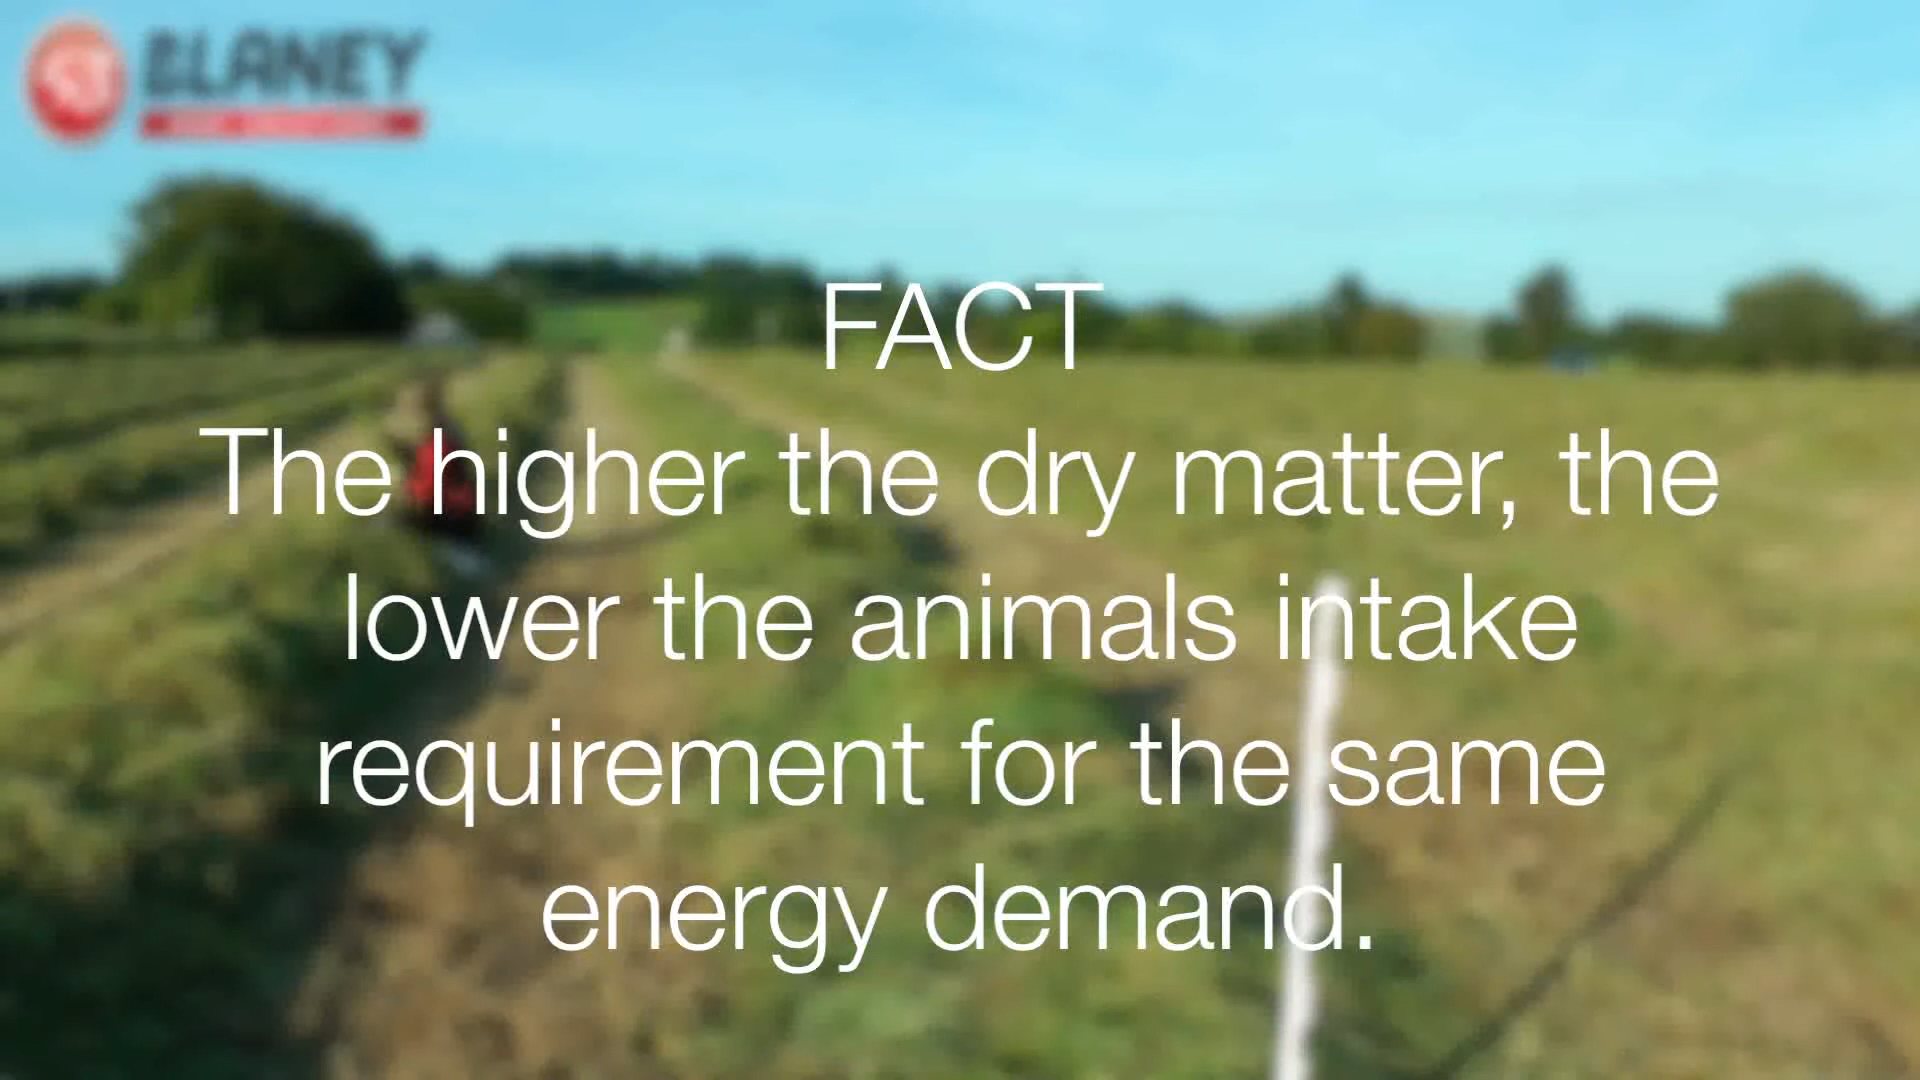 BLANEY
FACT
The higher the dry matter, the
lower the animals intake
requirement for the same
energy demand.